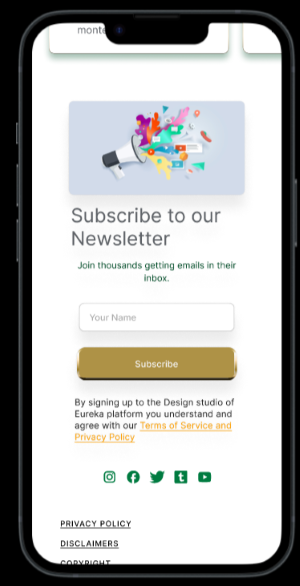 monte
Subscribe to our
Newsletter
Join thousands getting emails in their
inbox.
Your Name
Subscribe
By signing up to the Design studio of
Eureka platform you understand and
agree with our Terms of Service and
Privacy Policy
PRIVACY POLICY
DISCLAIMERS
COPYRIGHT